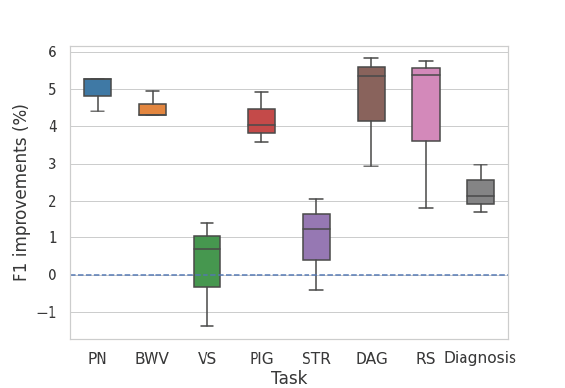 F1 improvements (%)
6
5
4
3
2
1
0
−1
PN BWV VS PIG STR DAG RS Diagnosis
Task